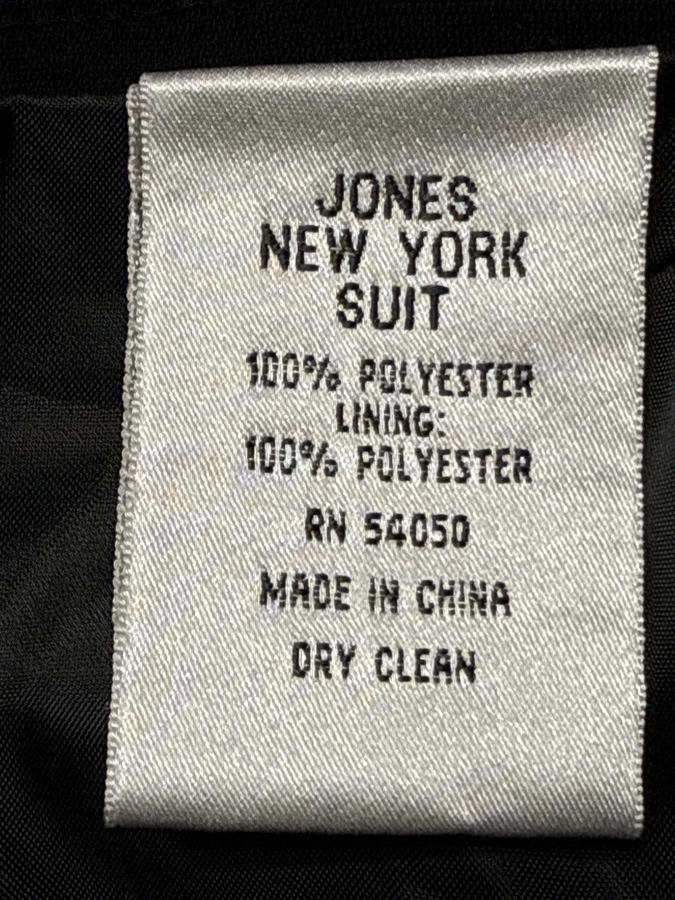 JONES
NEW YORK
SUIT
100% POLYESTER
LINING:
100% POLYESTER
RN 54050
MADE IN CHINA
DRY CLEAN